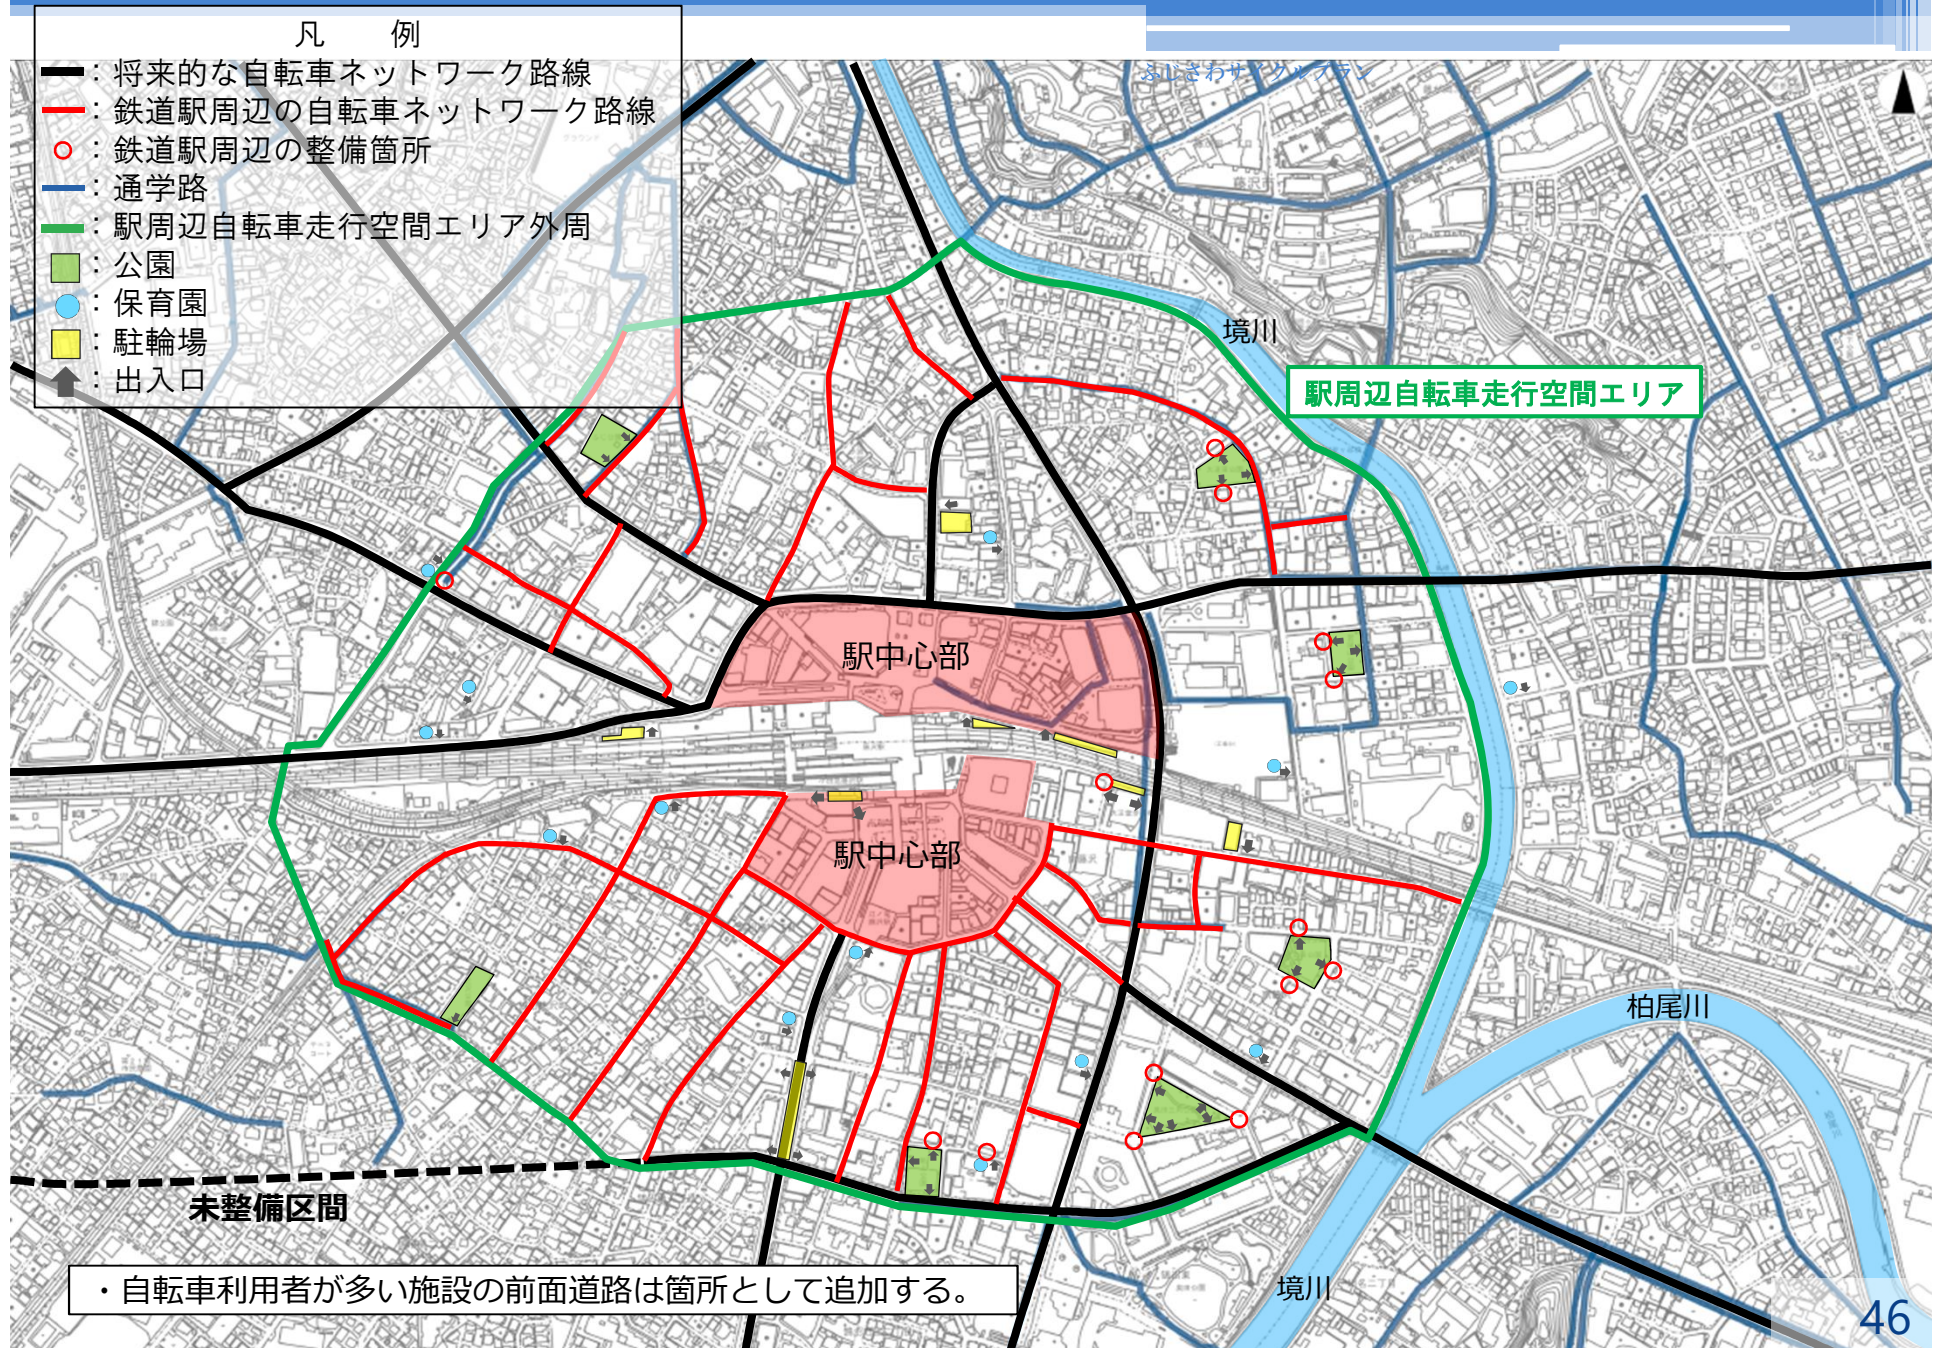 凡　　例
：将来的な自転車ネットワーク路線
：鉄道駅周辺の自転車ネットワーク路線
：鉄道駅周辺の整備箇所
：通学路
：駅周辺自転車走行空間エリア外周
：公園
：保育園
：駐輪場
：出入口
ふじさわサイクルプラン
境川
駅周辺自転車走行空間エリア
駅中心部
駅中心部
柏尾川
未整備区間
・自転車利用者が多い施設の前面道路は箇所として追加する。
境川
46